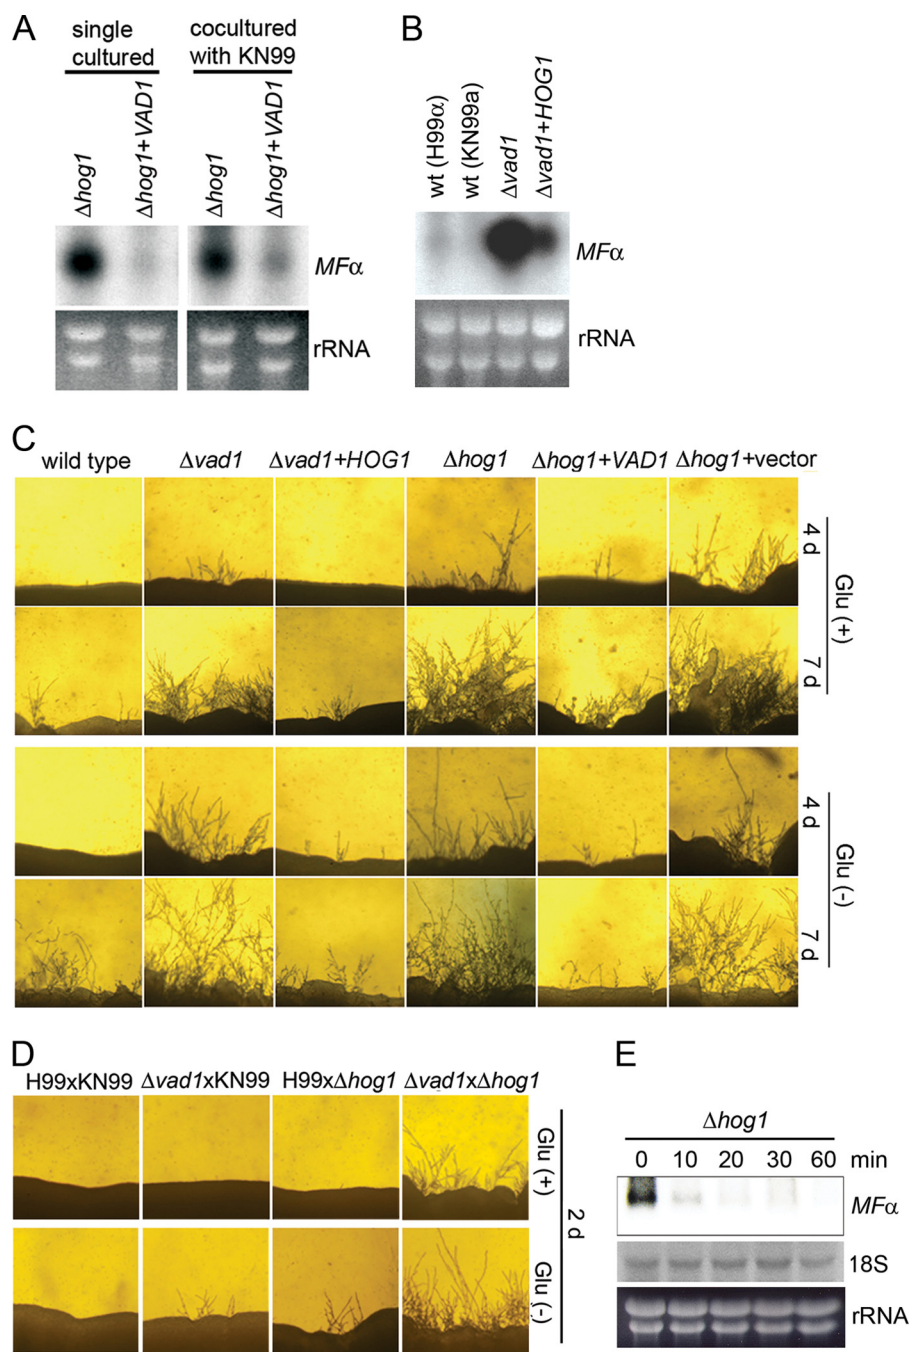 A
single
cultured
cocultured
with KN99
Δhog1
Δhog1+VAD1
Δhog1
Δhog1+VAD1
MFα
rRNA
B
wt (H99α)
wt (KN99a)
Δvad1
Δvad1+HOG1
MFα
rRNA
C
wild type
Δvad1
Δvad1+HOG1
Δhog1
Δhog1+VAD1
Δhog1+vector
4 d
7 d
Glu (+)
4 d
7 d
Glu (-)
D
H99xKN99
Δvad1xKN99
H99xΔhog1
Δvad1xΔhog1
Glu (+)
Glu (-)
2 d
E
Δhog1
0 10 20 30 60 min
MFα
18S
rRNA